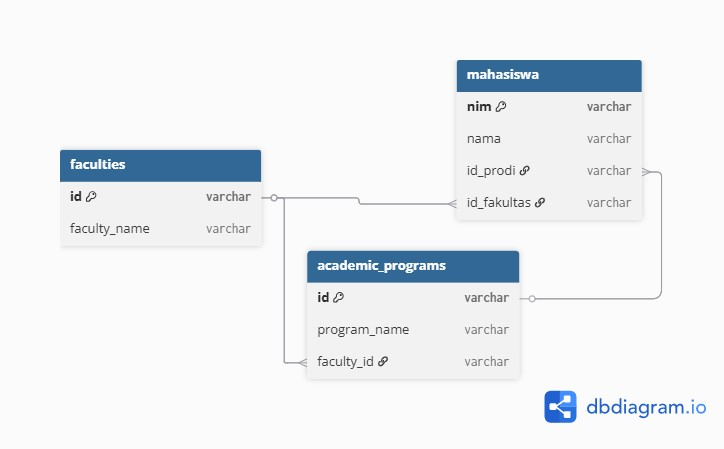 mahasiswa
nim varchar
nama varchar
id_prodi varchar
id_fakultas varchar
faculties
id varchar
faculty_name varchar
academic_programs
id varchar
program_name varchar
faculty_id varchar
dbdiagram.io